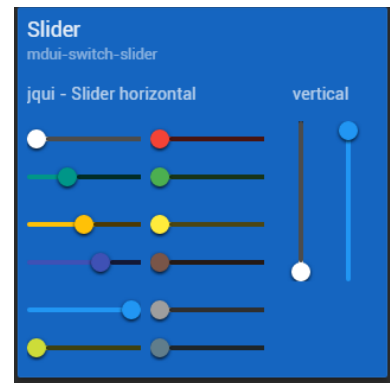 Slider
mdui-switch-slider
jqui - Slider horizontal
vertical